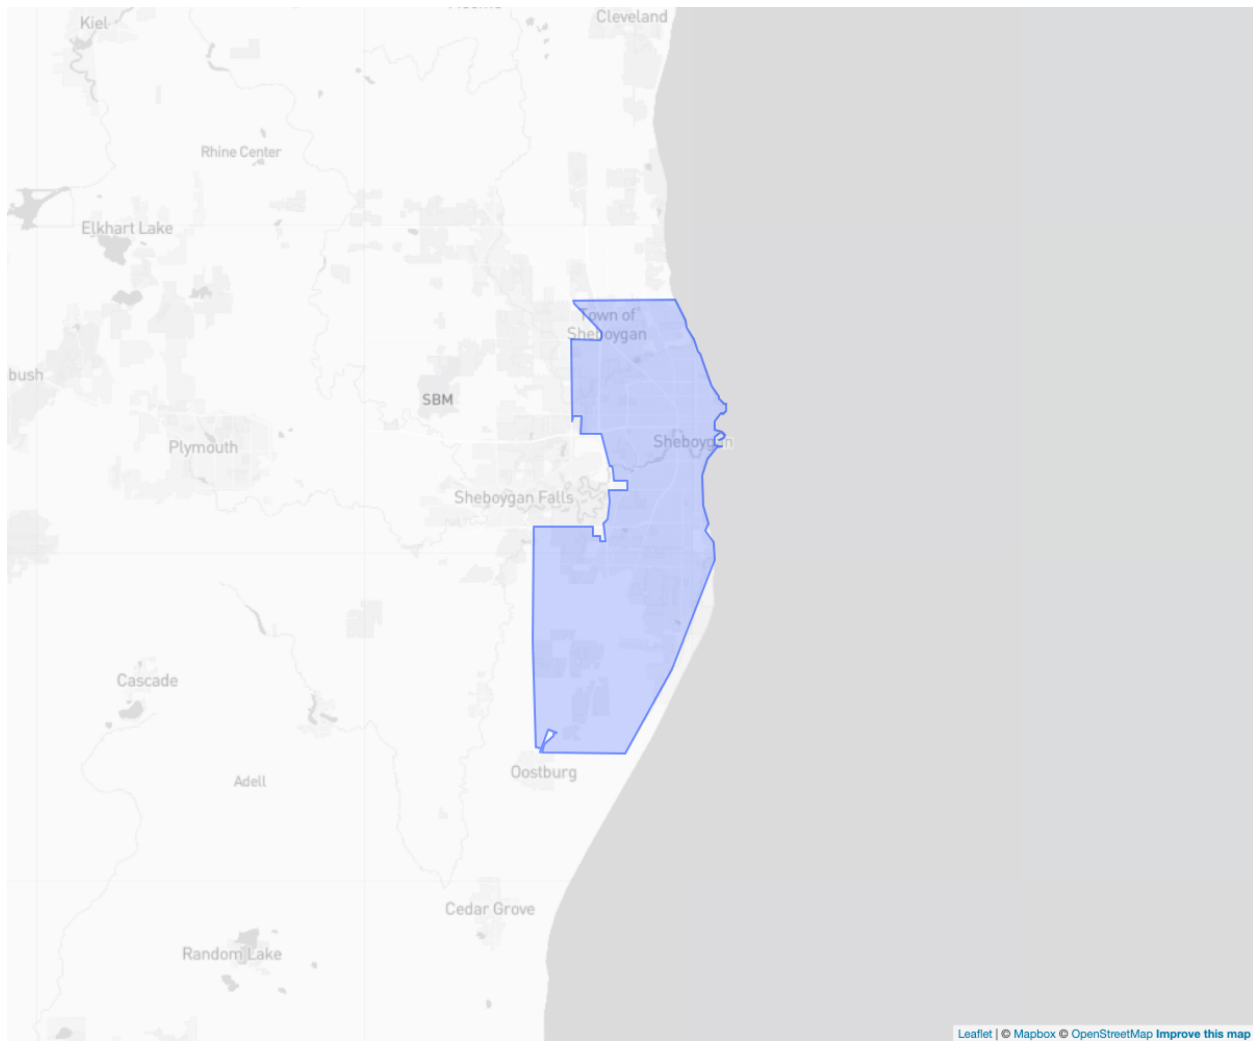 Kiel
Cleveland
Rhine Center
Elkhart Lake
Town of
Sheboygan
bush
SBM
Plymouth
Sheboygan
Sheboygan Falls
Cascade
Oostburg
Adell
Cedar Grove
Random Lake
Leaflet | © Mapbox © OpenStreetMap Improve this map